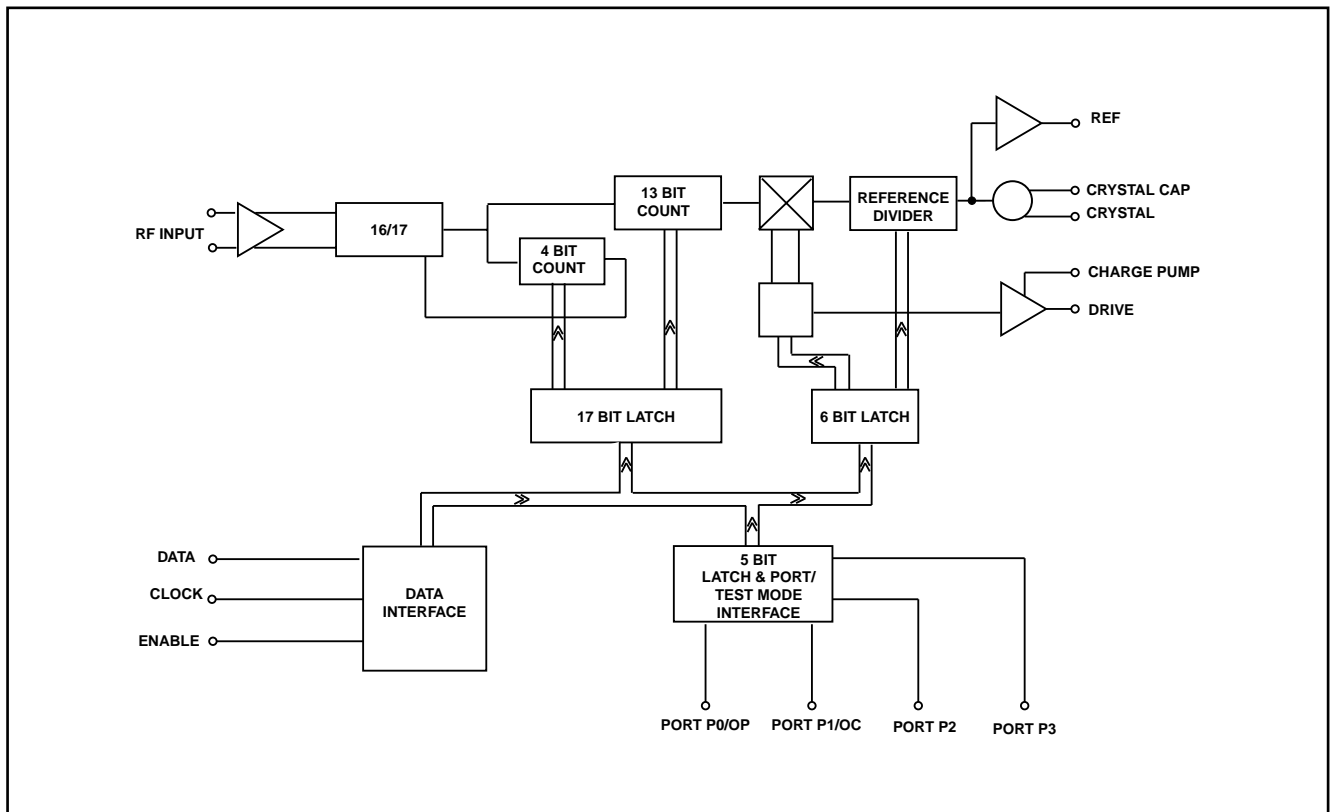 REF
13 BIT
COUNT
REFERENCE
DIVIDER
CRYSTAL CAP
CRYSTAL
RF INPUT
16/17
4 BIT
COUNT
CHARGE PUMP
DRIVE
17 BIT LATCH
6 BIT LATCH
DATA
CLOCK
ENABLE
DATA
INTERFACE
5 BIT
LATCH & PORT/
TEST MODE
INTERFACE
PORT P0/OP
PORT P1/OC
PORT P2
PORT P3